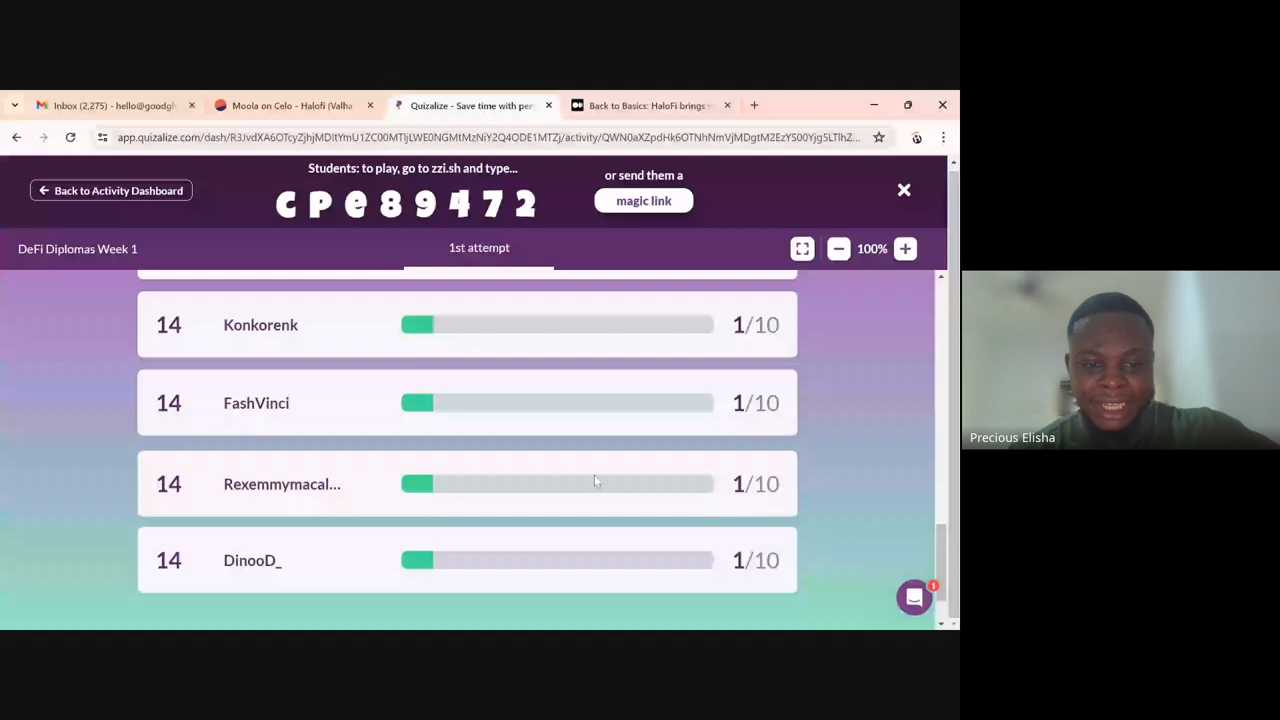 Inbox (2,275) - hello@goodgh
Moola on Celo - Halofi (Valha
Quizalize - Save time with per
Back to Basics: HaloFi brings
app.quizalize.com/dash/
Students: to play, go to zzi.sh and type...
cpe89472
or send them a
magic link
Back to Activity Dashboard
DeFi Diplomas Week 1
1st attempt
100%
14 Konkorenk 1/10
14 FashVinci 1/10
14 Rexemmymacal... 1/10
14 DinooD_ 1/10
1
Precious Elisha